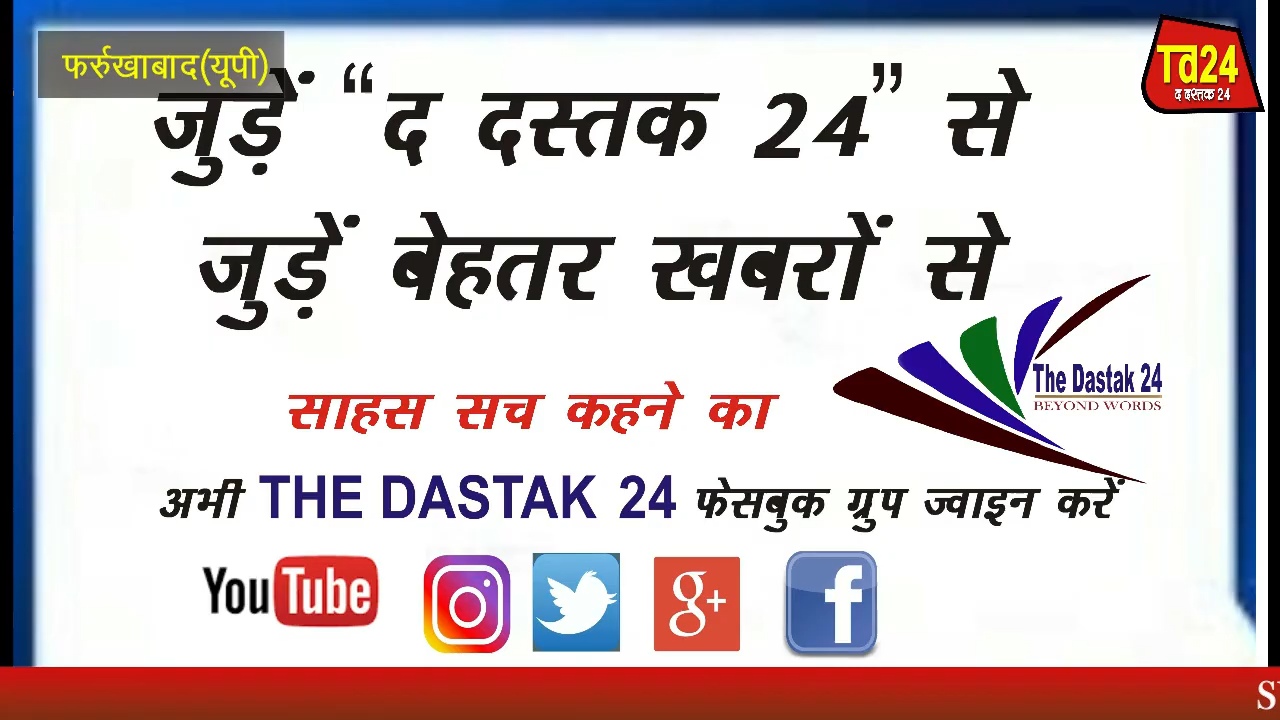 फर्रुखाबाद(यूपी)
Td24
द दस्तक 24
जुड़ें “द दस्तक 24” से
जुड़ें बेहतर खबरों से
The Dastak 24
BEYOND WORDS
साहस सच कहने का
अभी THE DASTAK 24 फेसबुक ग्रुप ज्वाइन करें
YouTube
g+
f